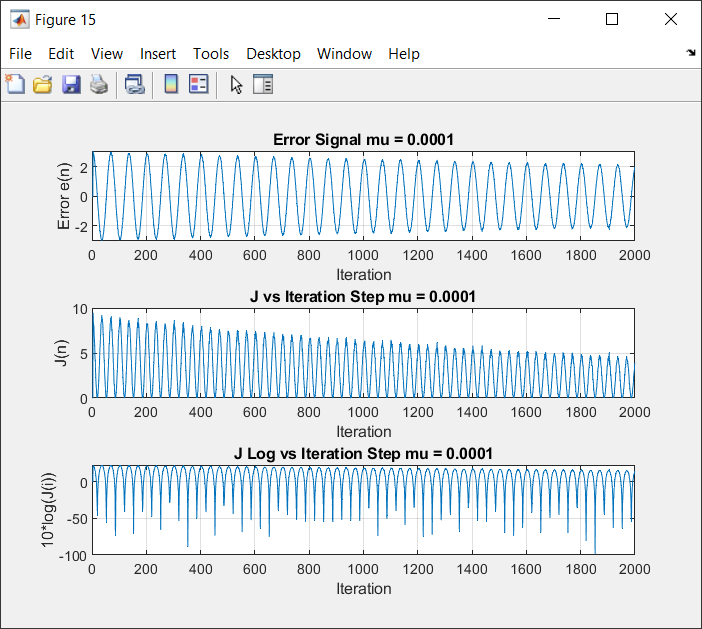 Figure 15
File Edit View Insert Tools Desktop Window Help
Error Signal mu = 0.0001
Error e(n)
2
0
-2
0 200 400 600 800 1000 1200 1400 1600 1800 2000
Iteration
J vs Iteration Step mu = 0.0001
J(n)
10
5
0
0 200 400 600 800 1000 1200 1400 1600 1800 2000
Iteration
J Log vs Iteration Step mu = 0.0001
10*log(J(i))
0
-50
-100
0 200 400 600 800 1000 1200 1400 1600 1800 2000
Iteration